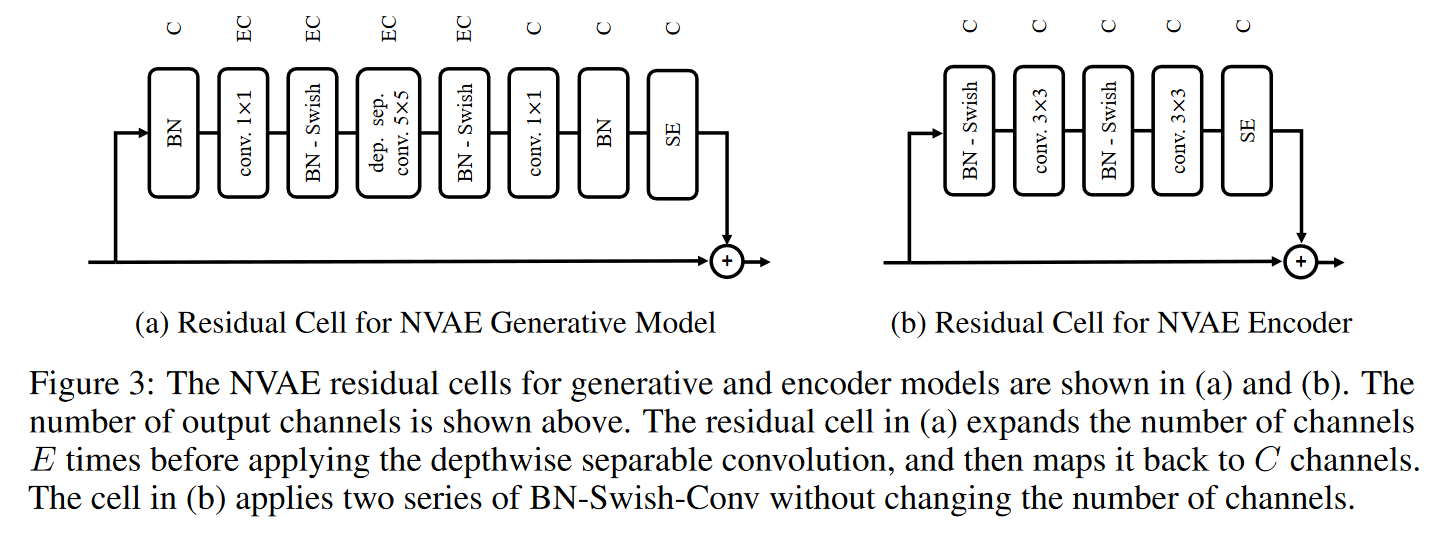 C EC EC EC EC C C C
BN
conv. 1×1
BN - Swish
dep. sep.
conv. 5×5
BN - Swish
conv. 1×1
BN
SE
+
(a) Residual Cell for NVAE Generative Model
C C C C C
BN - Swish
conv. 3×3
BN - Swish
conv. 3×3
SE
+
(b) Residual Cell for NVAE Encoder
Figure 3: The NVAE residual cells for generative and encoder models are shown in (a) and (b). The
number of output channels is shown above. The residual cell in (a) expands the number of channels
E times before applying the depthwise separable convolution, and then maps it back to C channels.
The cell in (b) applies two series of BN-Swish-Conv without changing the number of channels.